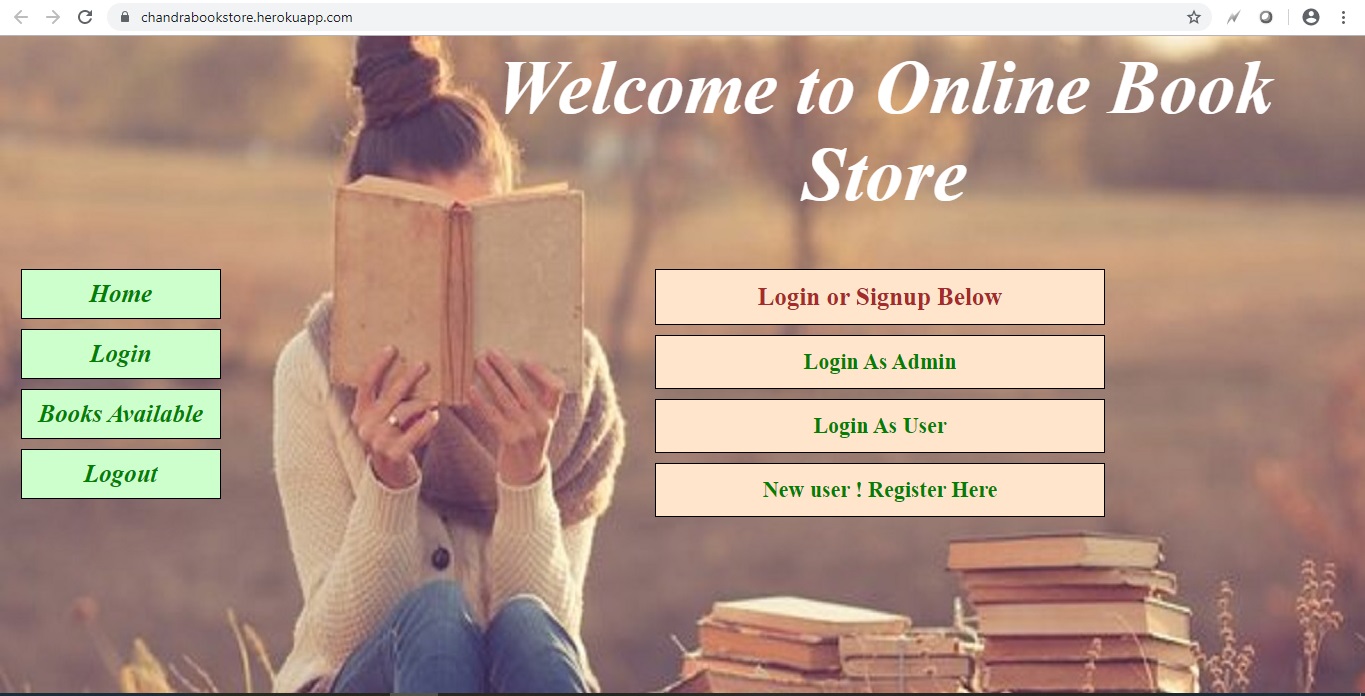 chandrabookstore.herokuapp.com
Welcome to Online Book
Store
Home
Login
Books Available
Logout
Login or Signup Below
Login As Admin
Login As User
New user ! Register Here